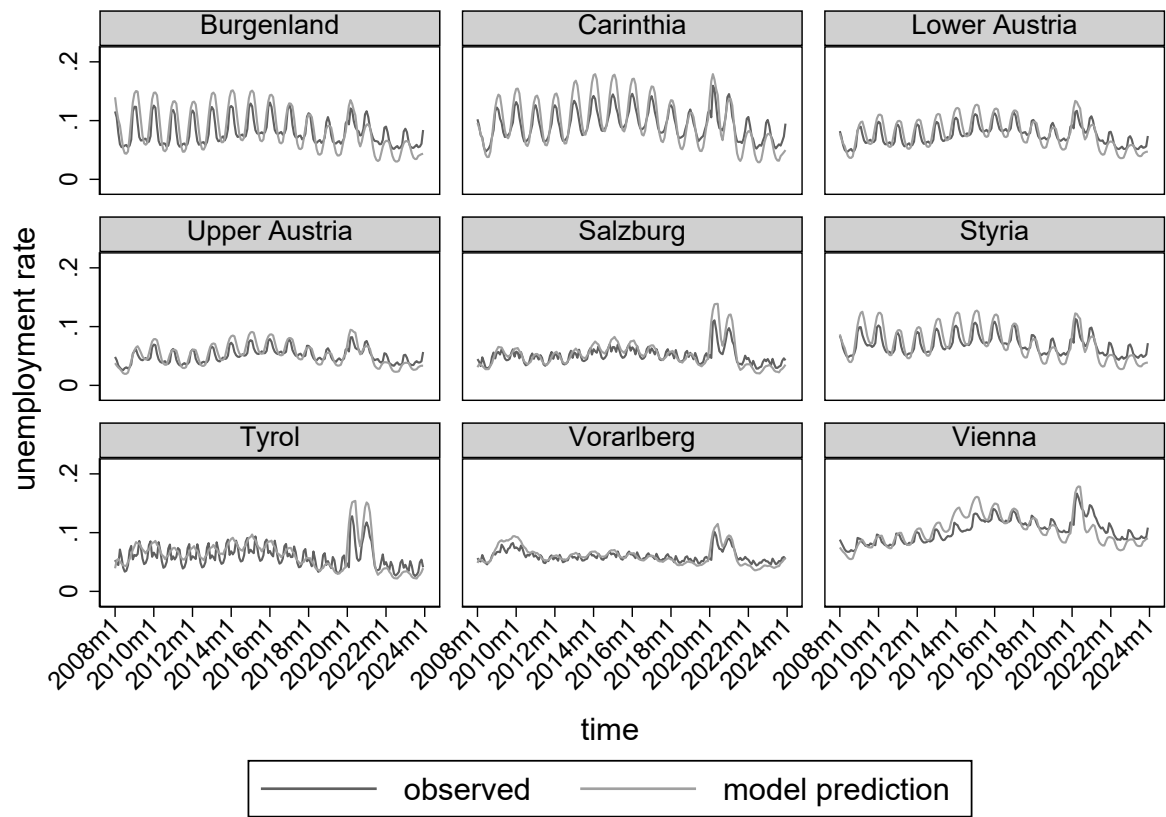 Burgenland Carinthia Lower Austria
.2
.1
0
Upper Austria Salzburg Styria
.2
.1
0
unemployment rate
Tyrol Vorarlberg Vienna
.2
.1
0
2008m1 2010m1 2012m1 2014m1 2016m1 2018m1 2020m1 2022m1 2024m1 2008m1 2010m1 2012m1 2014m1 2016m1 2018m1 2020m1 2022m1 2024m1 2008m1 2010m1 2012m1 2014m1 2016m1 2018m1 2020m1 2022m1 2024m1
time
observed model prediction